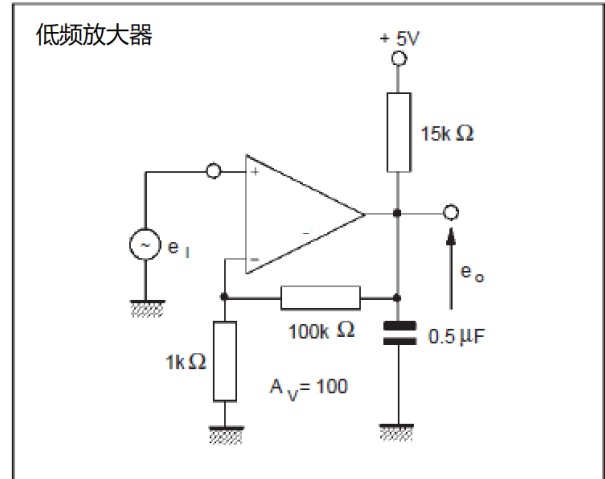 低频放大器
+ 5V
15k Ω
+
-
~
e I
−
e o
100k Ω
0.5 μF
1k Ω
A V = 100